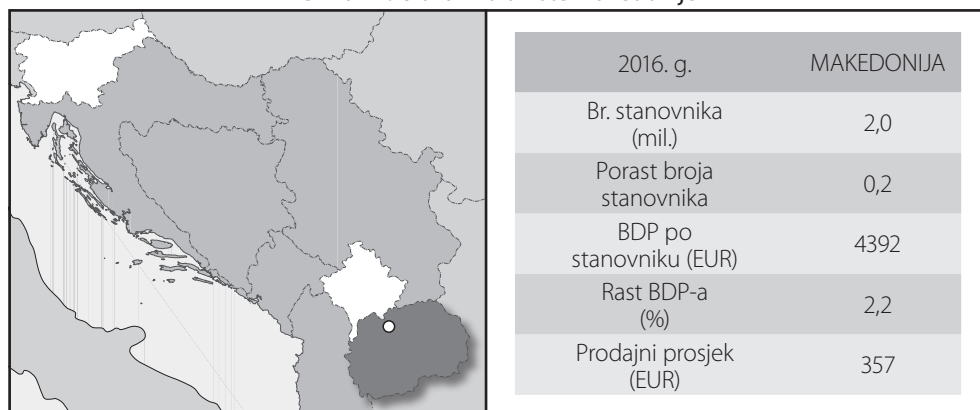 2016. g. MAKEDONIJA
Br. stanovnika
(mil.) 2,0
Porast broja
stanovnika 0,2
BDP po
stanovniku (EUR) 4392
Rast BDP-a
(%) 2,2
Prodajni prosjek
(EUR) 357